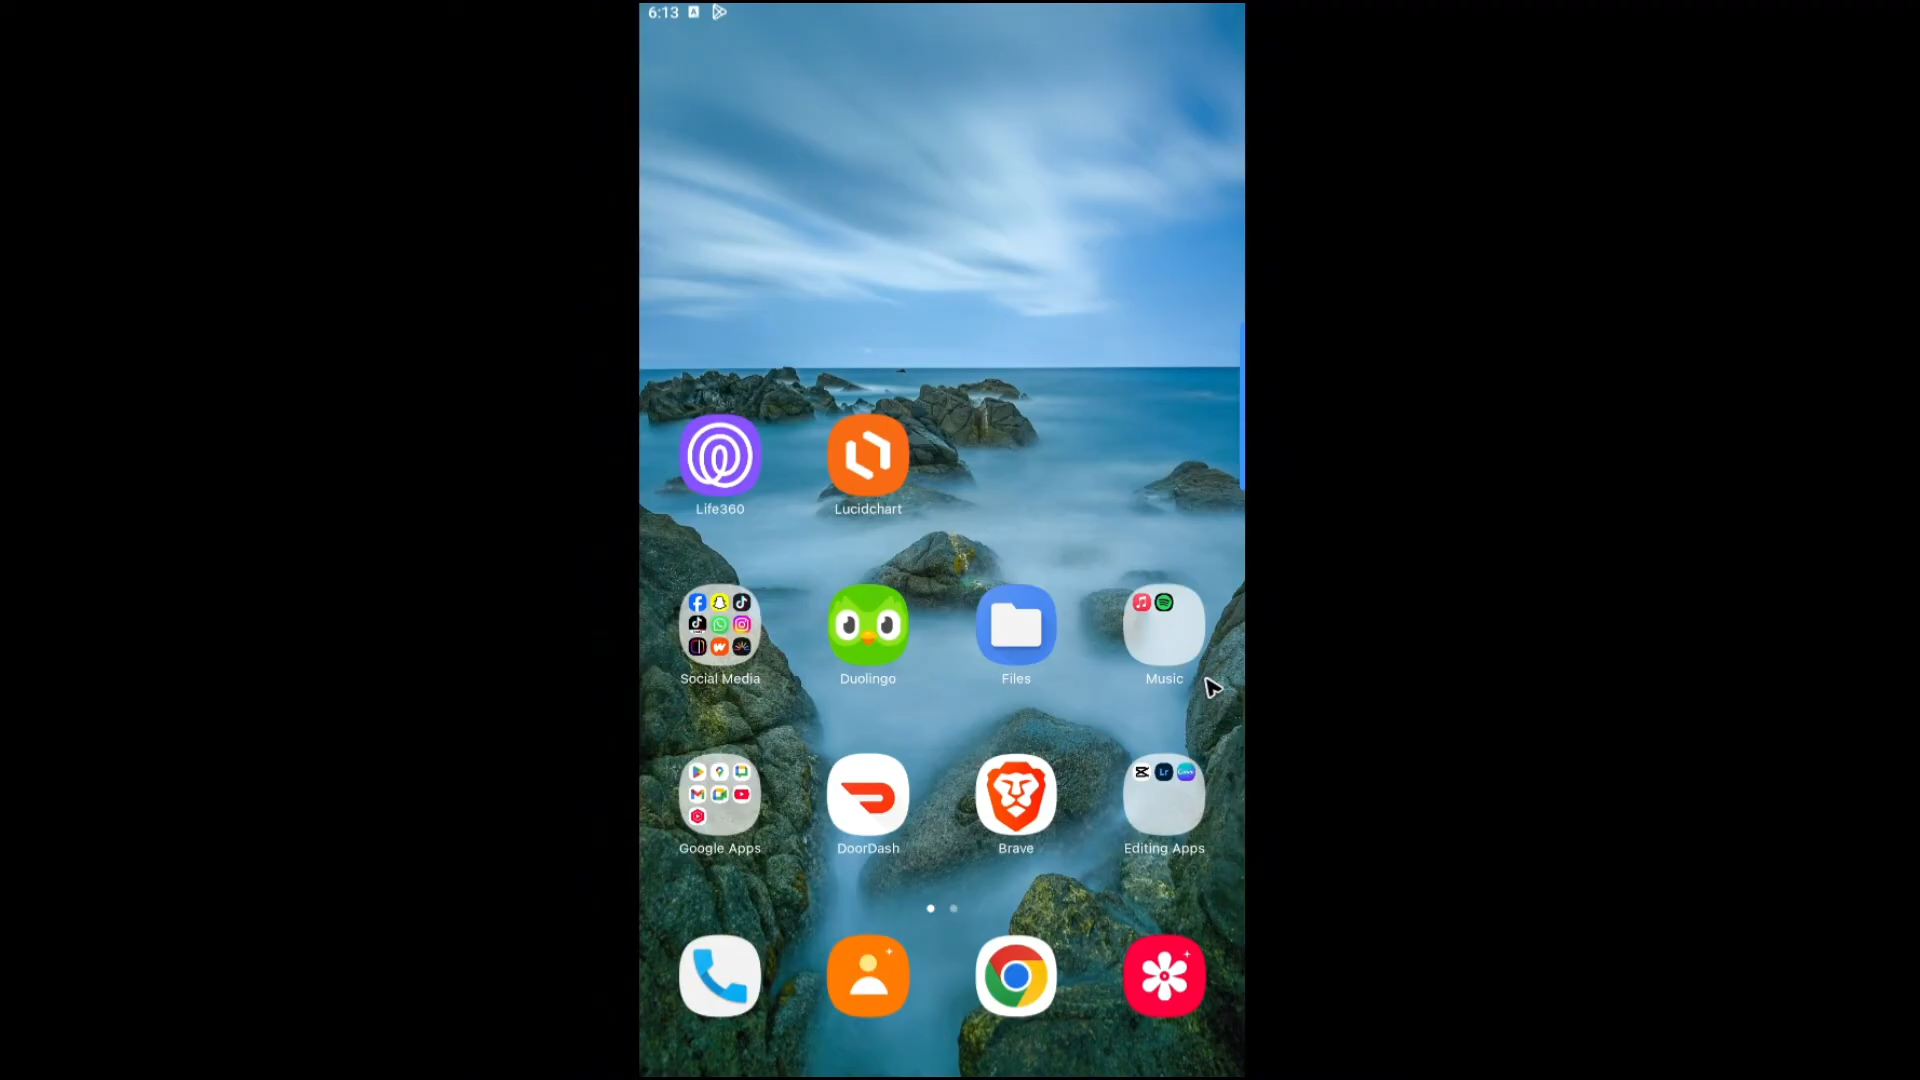 6:13
Life360
Lucidchart
Social Media
Duolingo
Files
Music
Google Apps
DoorDash
Brave
Editing Apps